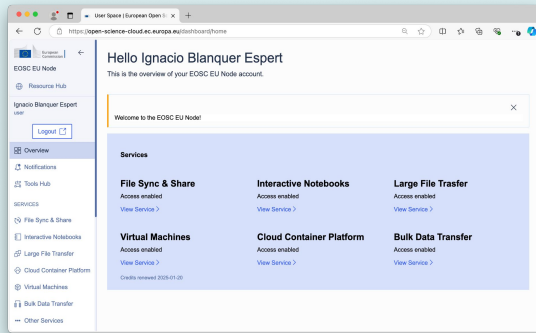 User Space | European Open Sc
https://open-science-cloud.ec.europa.eu/dashboard/home
European
Commission
EOSC EU Node
Resource Hub
Ignacio Blanquer Espert
user
Logout
Overview
Notifications
Tools Hub
SERVICES
File Sync & Share
Interactive Notebooks
Large File Transfer
Cloud Container Platform
Virtual Machines
Bulk Data Transfer
Other Services
Hello Ignacio Blanquer Espert
This is the overview of your EOSC EU Node account.
Welcome to the EOSC EU Node!
Services
File Sync & Share
Access enabled
View Service >
Interactive Notebooks
Access enabled
View Service >
Large File Trasfer
Access enabled
View Service >
Virtual Machines
Access enabled
View Service >
Cloud Container Platform
Access enabled
View Service >
Bulk Data Transfer
Access enabled
View Service >